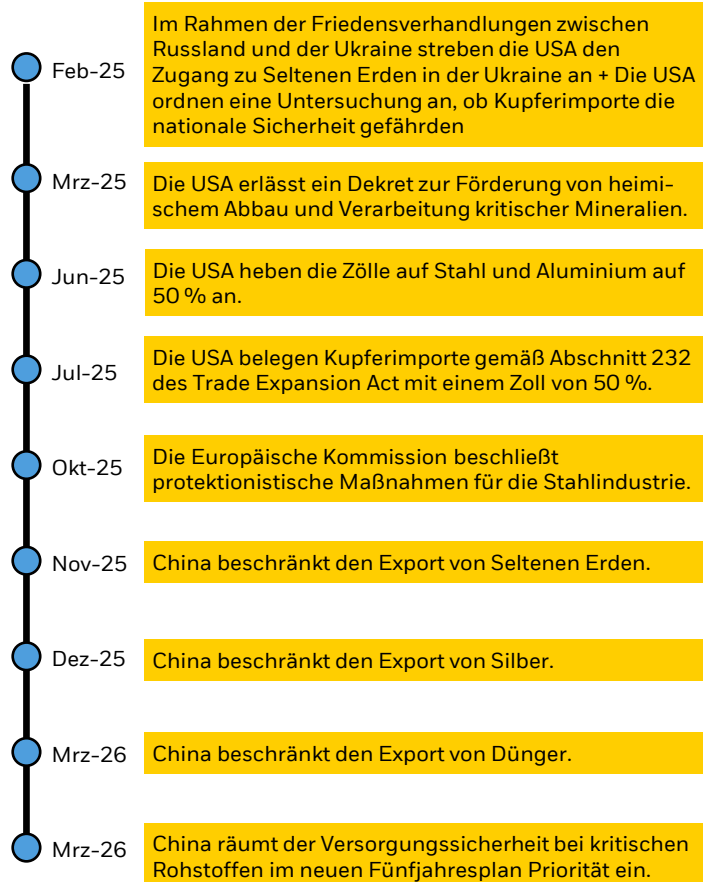 Feb-25
Im Rahmen der Friedensverhandlungen zwischen
Russland und der Ukraine streben die USA den
Zugang zu Seltenen Erden in der Ukraine an + Die USA
ordnen eine Untersuchung an, ob Kupferimporte die
nationale Sicherheit gefährden
Mrz-25
Die USA erlässt ein Dekret zur Förderung von heimi-
schem Abbau und Verarbeitung kritischer Mineralien.
Jun-25
Die USA heben die Zölle auf Stahl und Aluminium auf
50 % an.
Jul-25
Die USA belegen Kupferimporte gemäß Abschnitt 232
des Trade Expansion Act mit einem Zoll von 50 %.
Okt-25
Die Europäische Kommission beschließt
protektionistische Maßnahmen für die Stahlindustrie.
Nov-25
China beschränkt den Export von Seltenen Erden.
Dez-25
China beschränkt den Export von Silber.
Mrz-26
China beschränkt den Export von Dünger.
Mrz-26
China räumt der Versorgungssicherheit bei kritischen
Rohstoffen im neuen Fünfjahresplan Priorität ein.